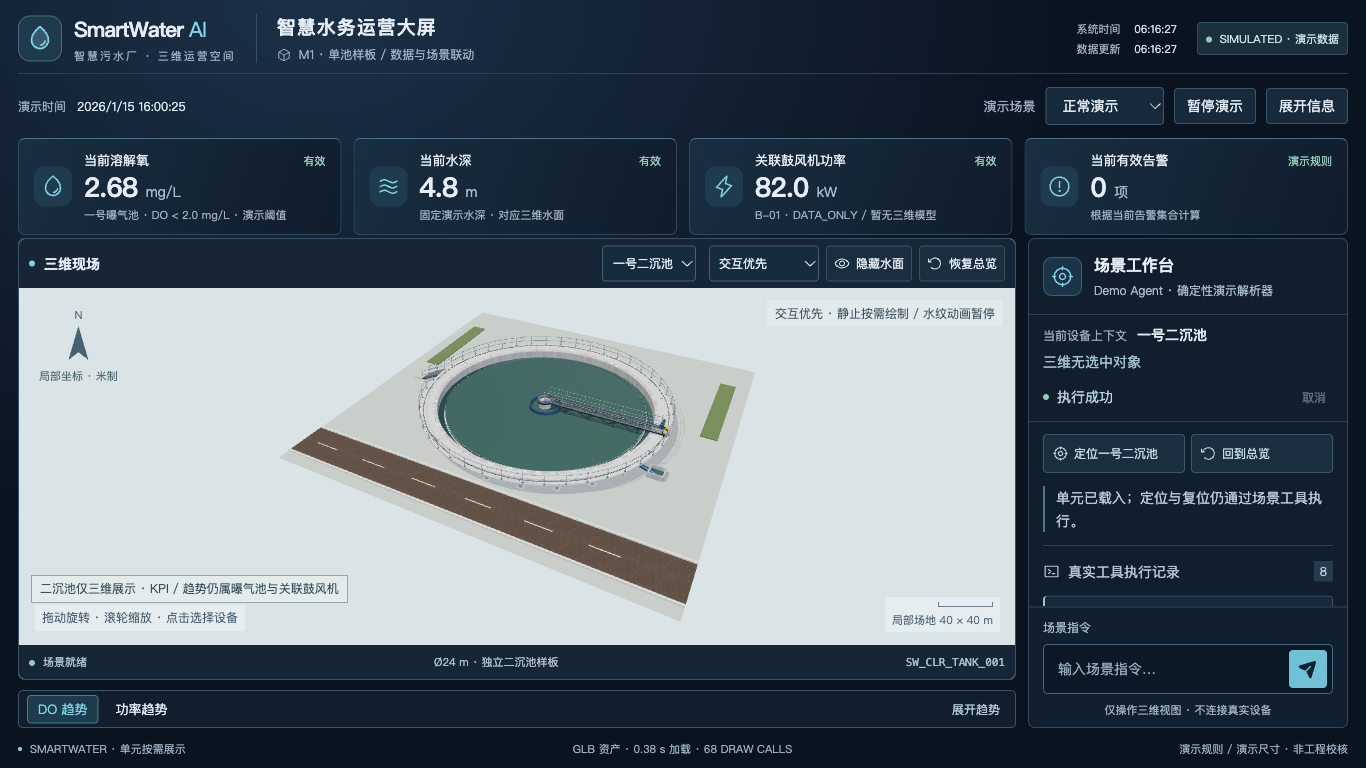 SmartWater AI
智慧污水厂 · 三维运营空间
智慧水务运营大屏
M1 · 单池样板 / 数据与场景联动
系统时间 06:16:27
数据更新 06:16:27
SIMULATED · 演示数据
演示时间 2026/1/15 16:00:25
演示场景 正常演示 暂停演示 展开信息
当前溶解氧 有效
2.68 mg/L
一号曝气池 · DO < 2.0 mg/L · 演示阈值
当前水深 有效
4.8 m
固定演示水深 · 对应三维水面
关联鼓风机功率 有效
82.0 kW
B-01 · DATA_ONLY / 暂无三维模型
当前有效告警 演示规则
0 项
根据当前告警集合计算
三维现场 一号二沉池 交互优先 隐藏水面 恢复总览
N
局部坐标 · 米制
交互优先 · 静止按需绘制 / 水纹动画暂停
二沉池仅三维展示 · KPI / 趋势仍属曝气池与关联鼓风机
拖动旋转 · 滚轮缩放 · 点击选择设备
局部场地 40 × 40 m
场景就绪 Ø24 m · 独立二沉池样板 SW_CLR_TANK_001
DO 趋势 功率趋势 展开趋势
场景工作台
Demo Agent · 确定性演示解析器
当前设备上下文 一号二沉池
三维无选中对象
执行成功 取消
定位一号二沉池 回到总览
单元已载入；定位与复位仍通过场景工具执
行。
真实工具执行记录 8
场景指令
输入场景指令…
仅操作三维视图 · 不连接真实设备
SMARTWATER · 单元按需展示 GLB 资产 · 0.38 s 加载 · 68 DRAW CALLS 演示规则 / 演示尺寸 · 非工程校核